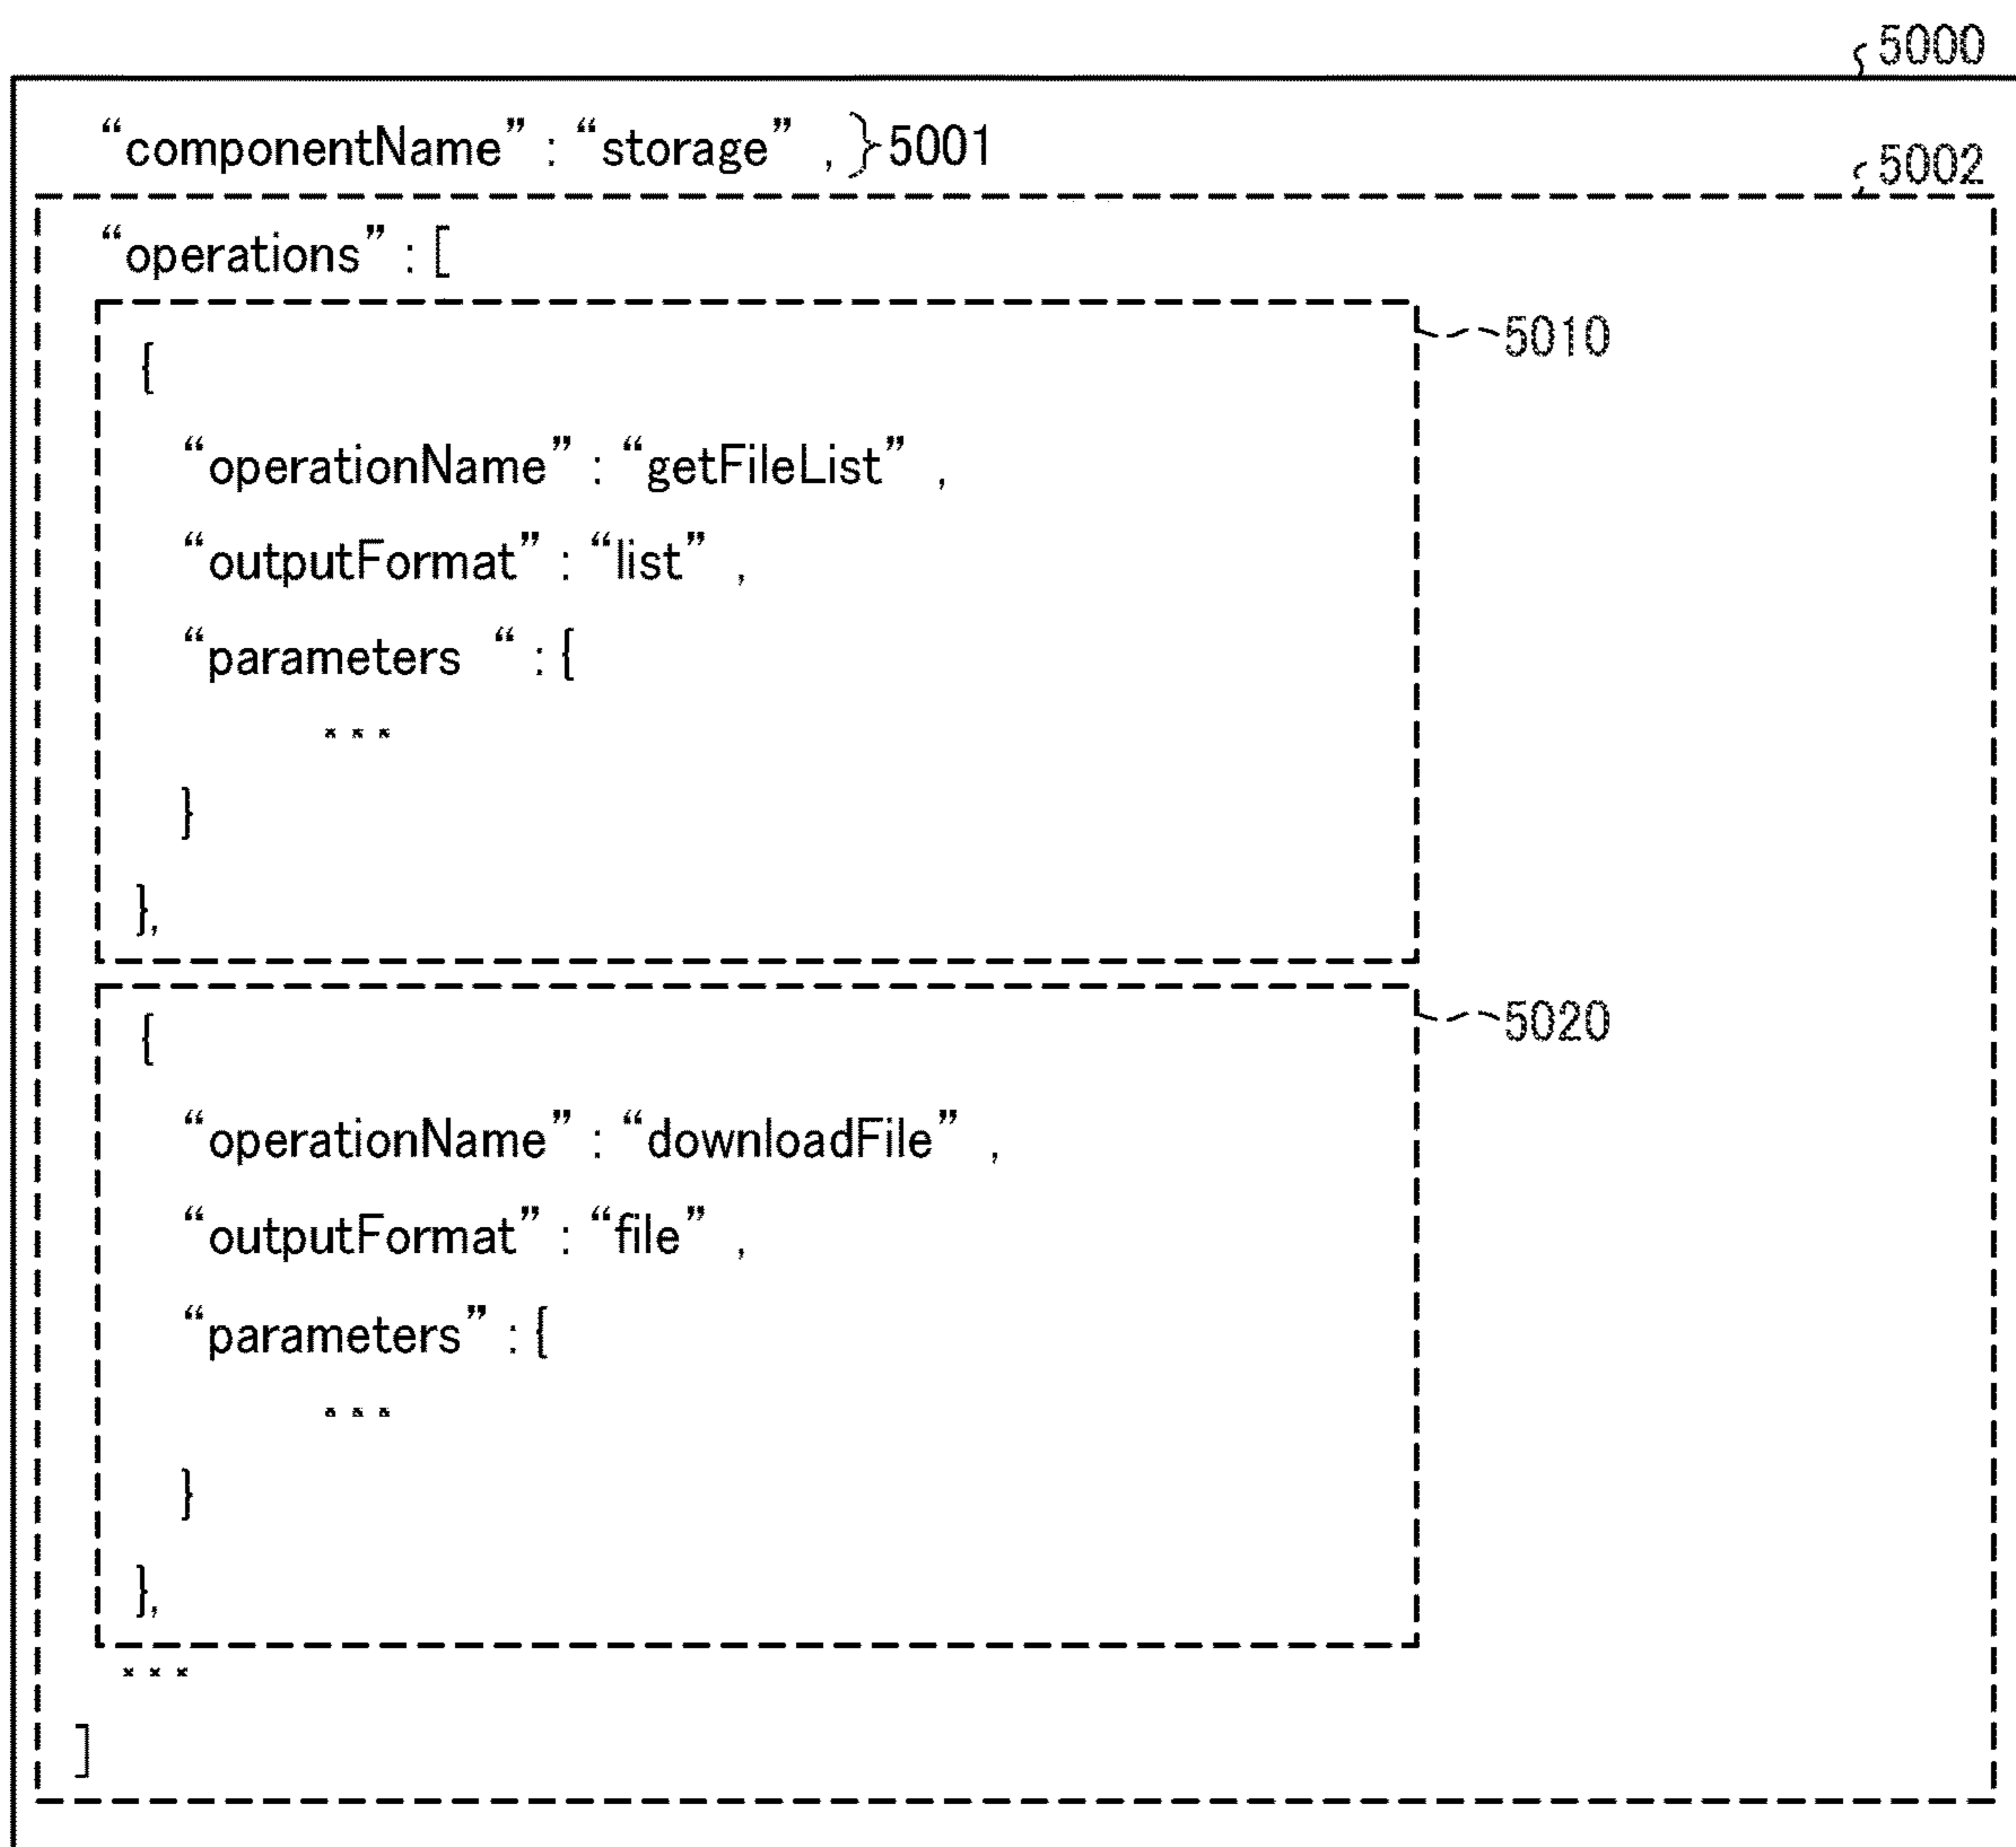 5000
“componentName” : “storage” , } 5001
5002
“operations” : [
5010
{
“operationName” : “getFileList” ,
“outputFormat” : “list” ,
“parameters “ : {
...
}
},
5020
{
“operationName” : “downloadFile” ,
“outputFormat” : “file” ,
“parameters” : {
...
}
},
...
]